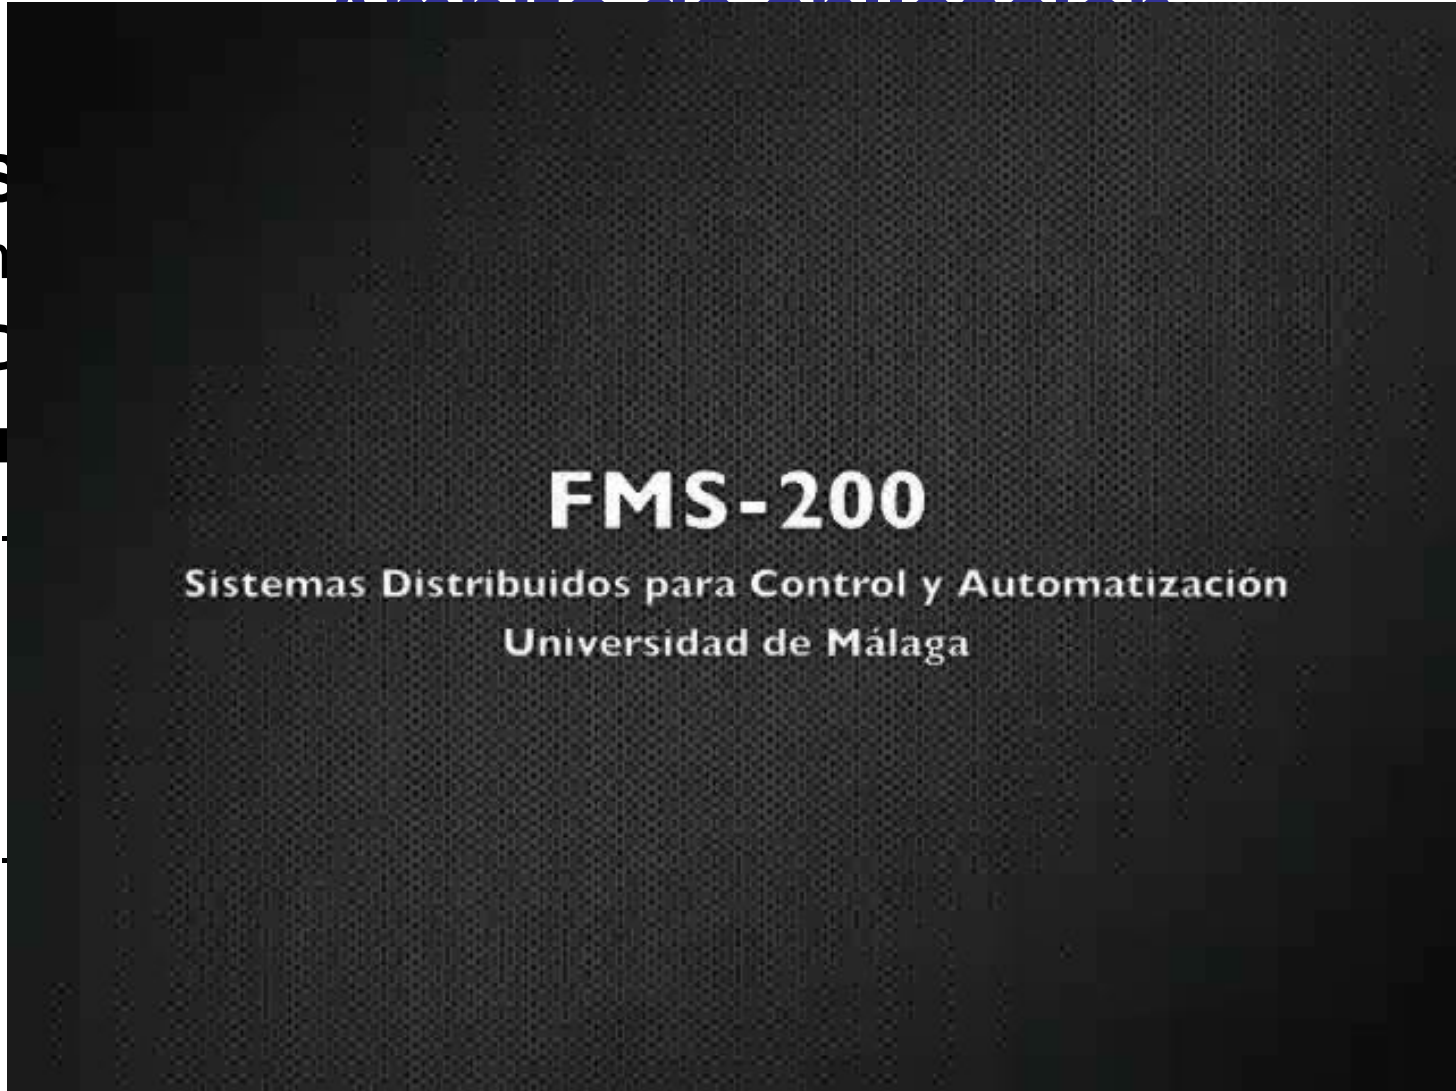 FMS-200
Sistemas Distribuidos para Control y Automatización
Universidad de Málaga